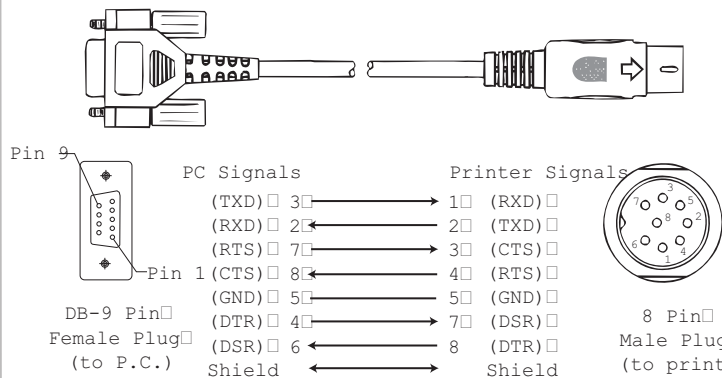 Pin 9
PC Signals Printer Signals
(TXD) 3 1 (RXD)
(RXD) 2 2 (TXD)
(RTS) 7 3 (CTS)
Pin 1 (CTS) 8 4 (RTS)
(GND) 5 5 (GND)
(DTR) 4 7 (DSR)
(DSR) 6 8 (DTR)
Shield Shield
DB-9 Pin
Female Plug
(to P.C.)
3
7 5
8 2
6 4
1
8 Pin
Male Plug
(to print